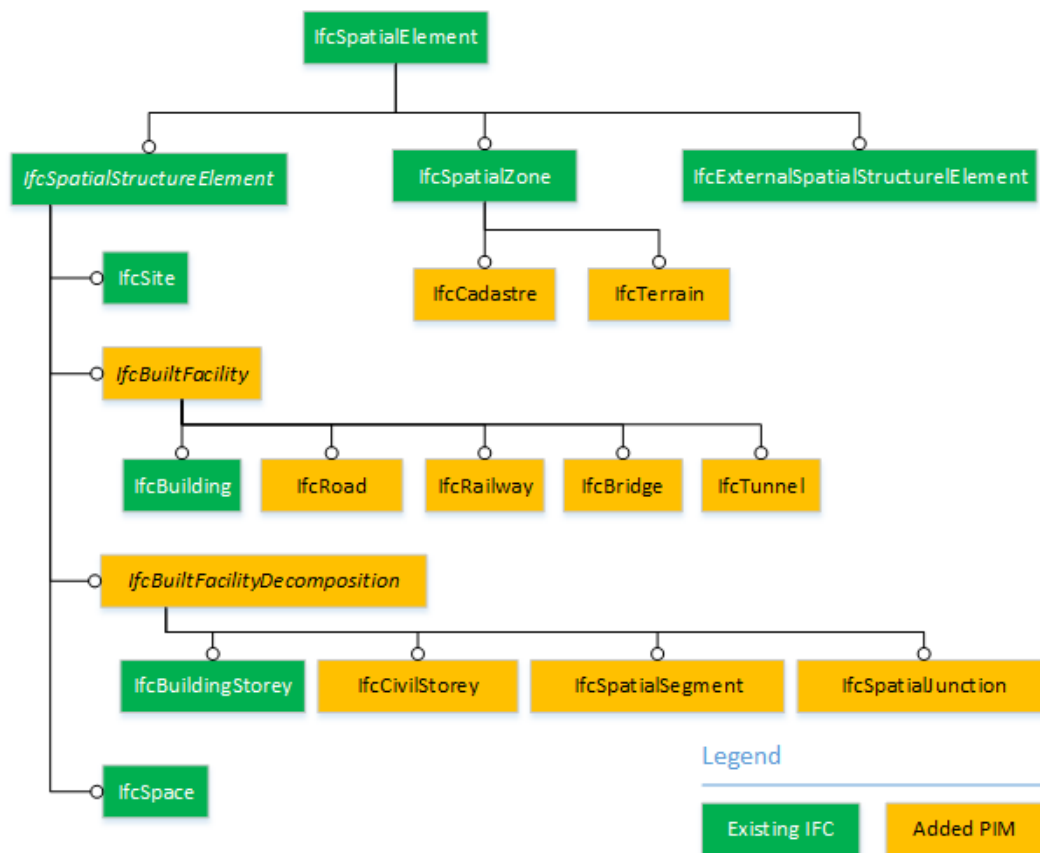 IfcSpatialElement
IfcSpatialStructureElement
IfcSpatialZone
IfcExternalSpatialStructurelElement
IfcSite
IfcCadastre
IfcTerrain
IfcBuiltFacility
IfcBuilding
IfcRoad
IfcRailway
IfcBridge
IfcTunnel
IfcBuiltFacilityDecomposition
IfcBuildingStorey
IfcCivilStorey
IfcSpatialSegment
IfcSpatialJunction
IfcSpace
Legend
Existing IFC
Added PIM